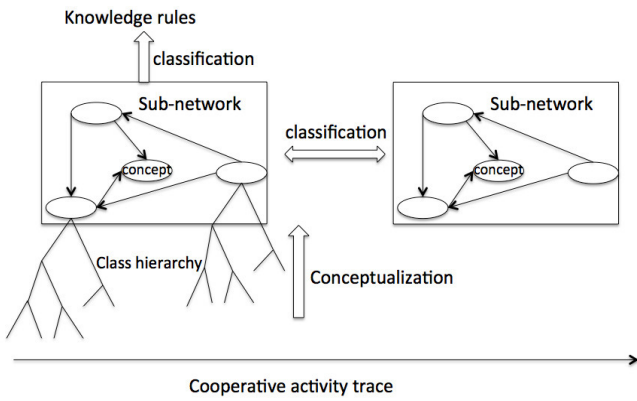 Knowledge rules
classification
Sub-network
concept
classification
Sub-network
concept
Class hierarchy
Conceptualization
Cooperative activity trace